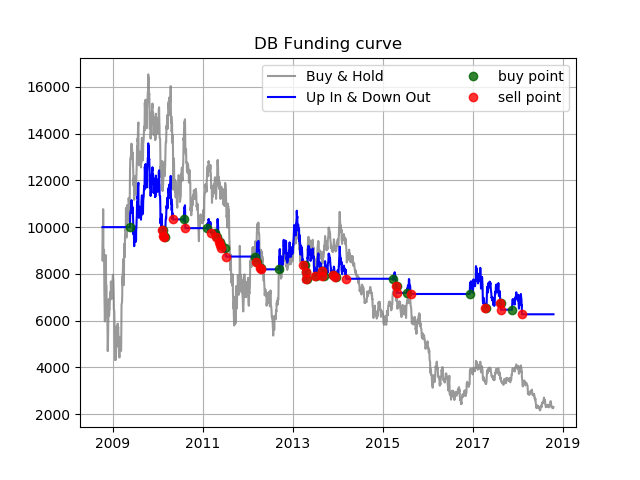 DB Funding curve
Buy & Hold
Up In & Down Out
buy point
sell point
16000
14000
12000
10000
8000
6000
4000
2000
2009 2011 2013 2015 2017 2019